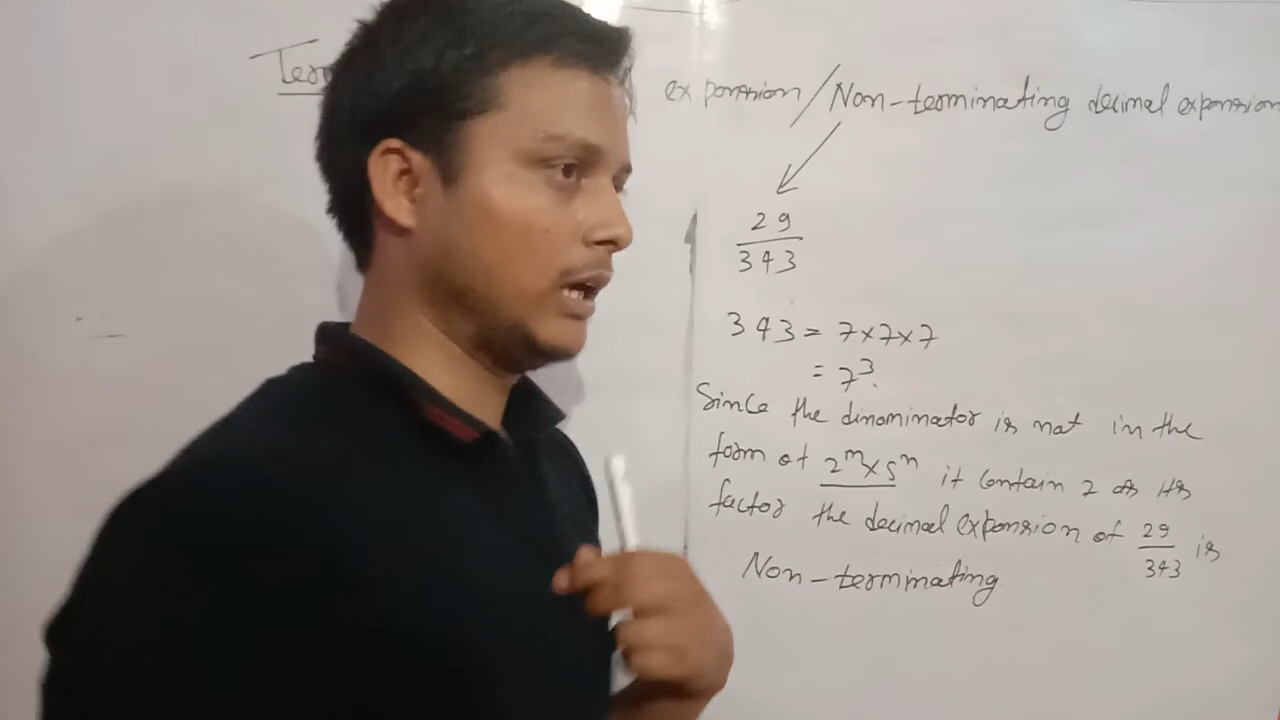 expansion / Non-terminating decimal expansion
29
343
343 = 7×7×7
= 7³.
Since the dinominator is not in the
form of 2ᵐ×5ⁿ it contain 7 as its
factor the decimal expansion of 29/343 is
Non-terminating